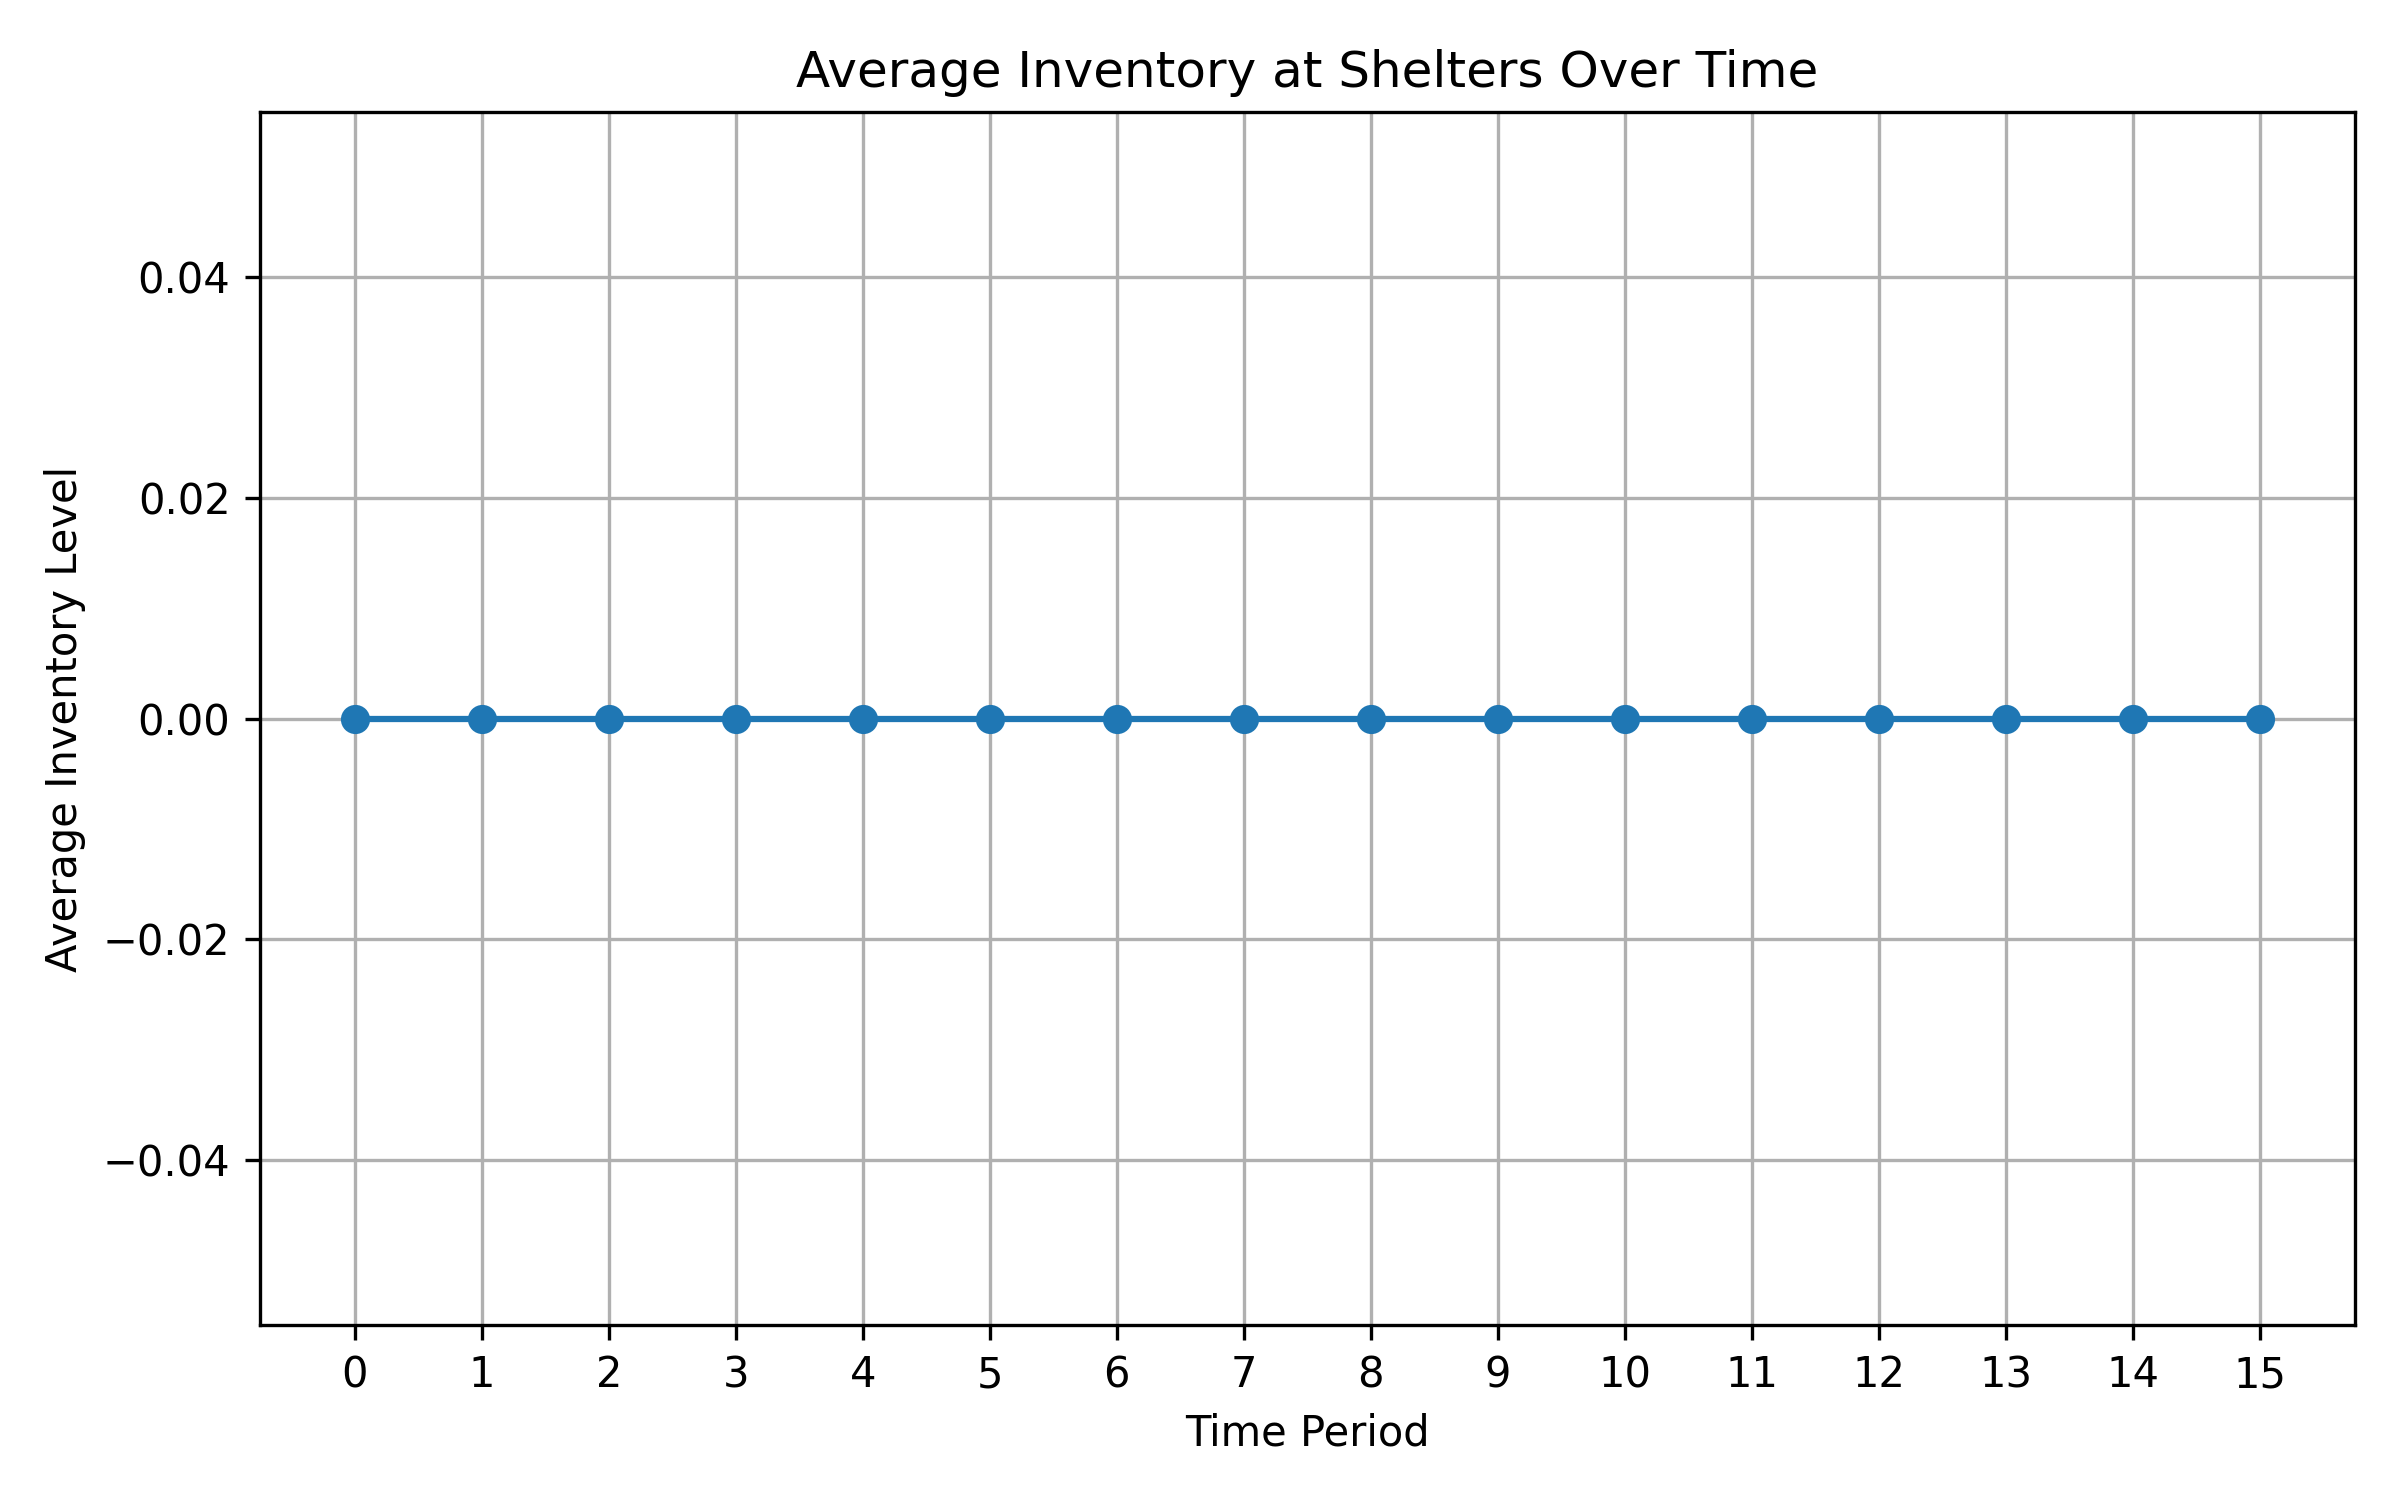 Average Inventory at Shelters Over Time
Average Inventory Level
0.04
0.02
0.00
−0.02
−0.04
0 1 2 3 4 5 6 7 8 9 10 11 12 13 14 15
Time Period